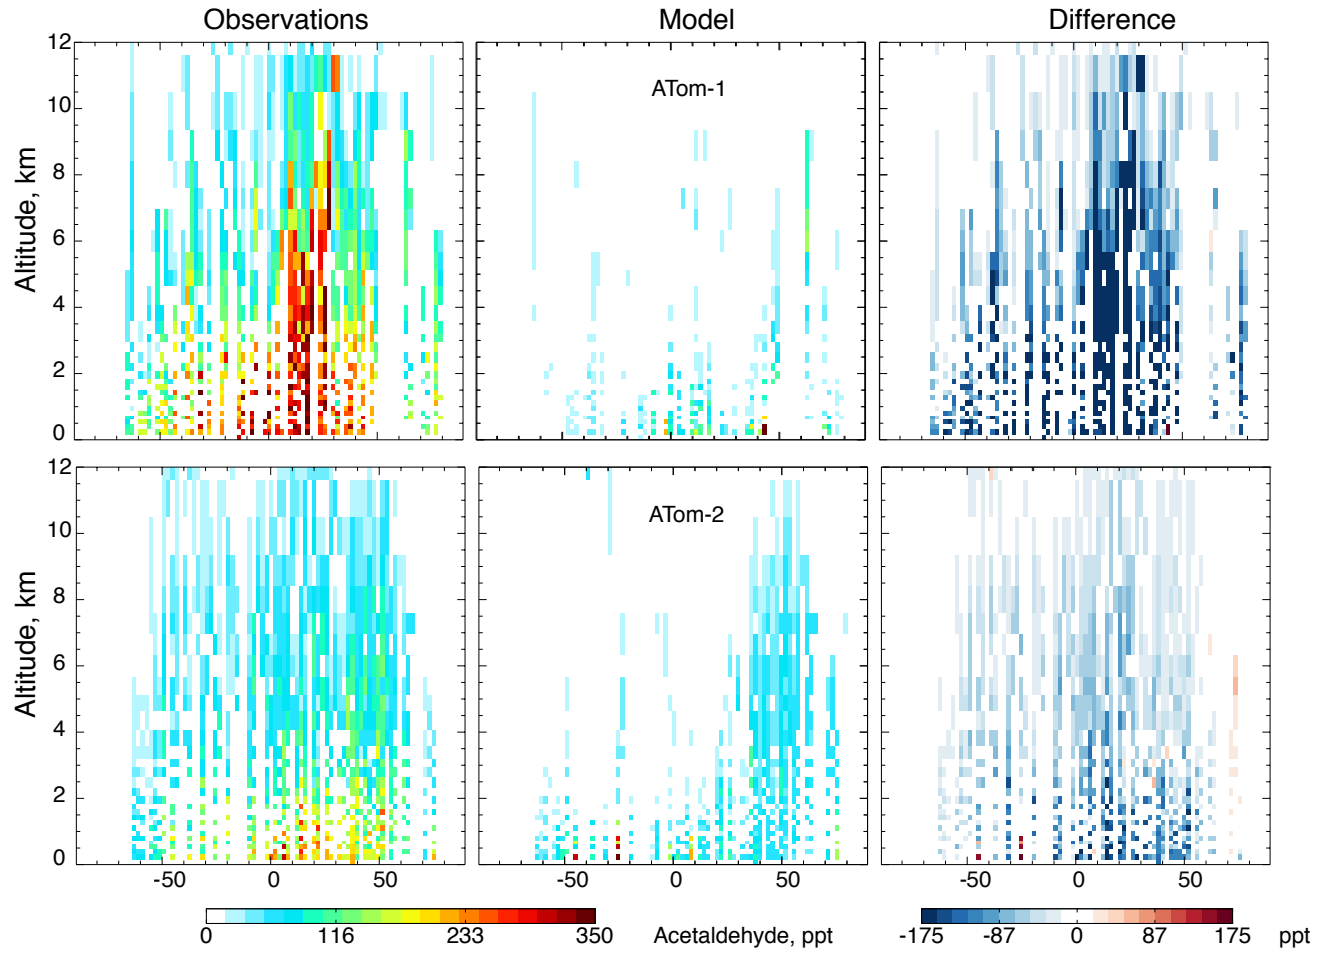 Observations Model Difference
12
10
8
6
4
2
0
Altitude, km
ATom-1
12
10
8
6
4
2
0
Altitude, km
ATom-2
-50 0 50 -50 0 50 -50 0 50
0 116 233 350 Acetaldehyde, ppt -175 -87 0 87 175 ppt